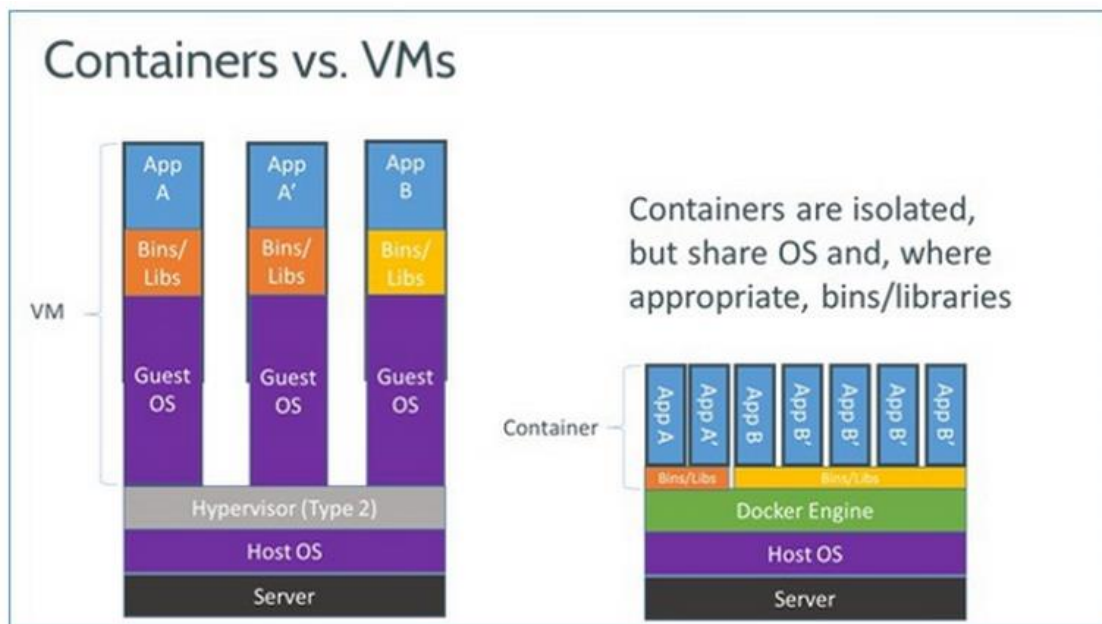 Containers vs. VMs
VM
App
A
Bins/
Libs
Guest
OS
App
A'
Bins/
Libs
Guest
OS
App
B
Bins/
Libs
Guest
OS
Hypervisor (Type 2)
Host OS
Server
Containers are isolated,
but share OS and, where
appropriate, bins/libraries
Container
App A
App A'
App B
App B'
App B'
App B'
App B'
Bins/Libs
Bins/Libs
Docker Engine
Host OS
Server